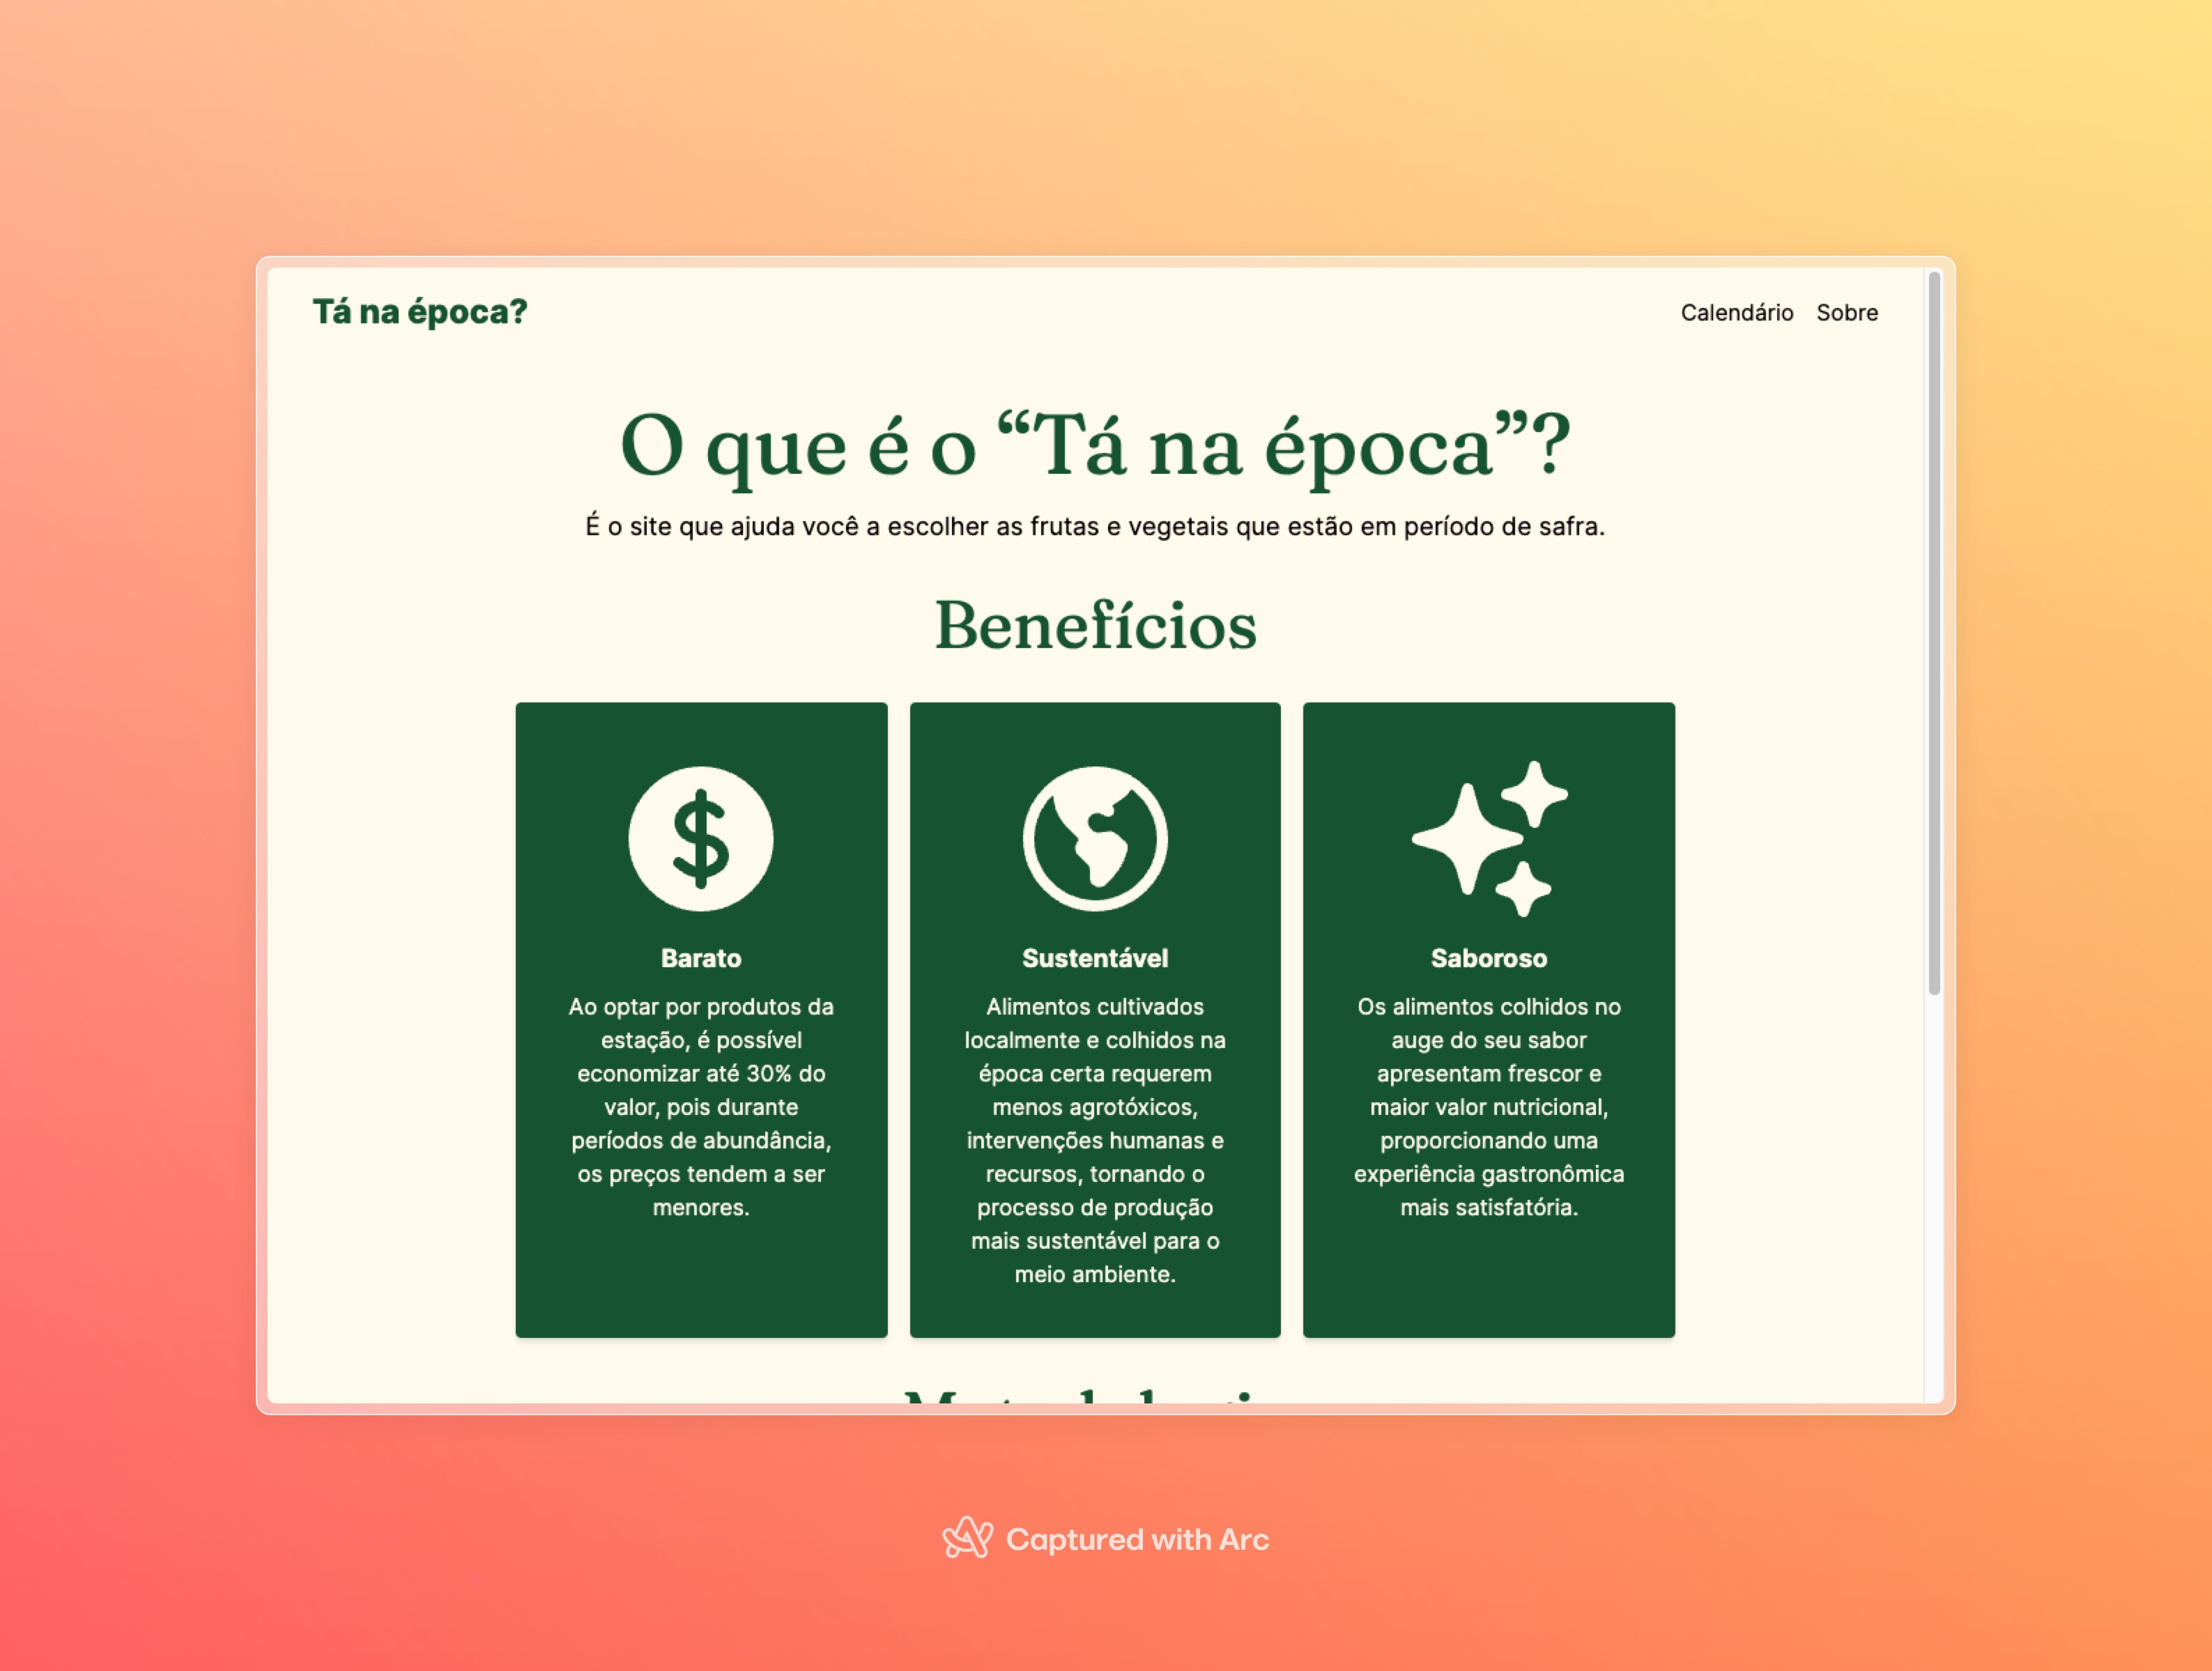 Tá na época?
Calendário Sobre
O que é o “Tá na época”?
É o site que ajuda você a escolher as frutas e vegetais que estão em período de safra.
Benefícios
Barato
Ao optar por produtos da
estação, é possível
economizar até 30% do
valor, pois durante
períodos de abundância,
os preços tendem a ser
menores.
Sustentável
Alimentos cultivados
localmente e colhidos na
época certa requerem
menos agrotóxicos,
intervenções humanas e
recursos, tornando o
processo de produção
mais sustentável para o
meio ambiente.
Saboroso
Os alimentos colhidos no
auge do seu sabor
apresentam frescor e
maior valor nutricional,
proporcionando uma
experiência gastronômica
mais satisfatória.
Captured with Arc